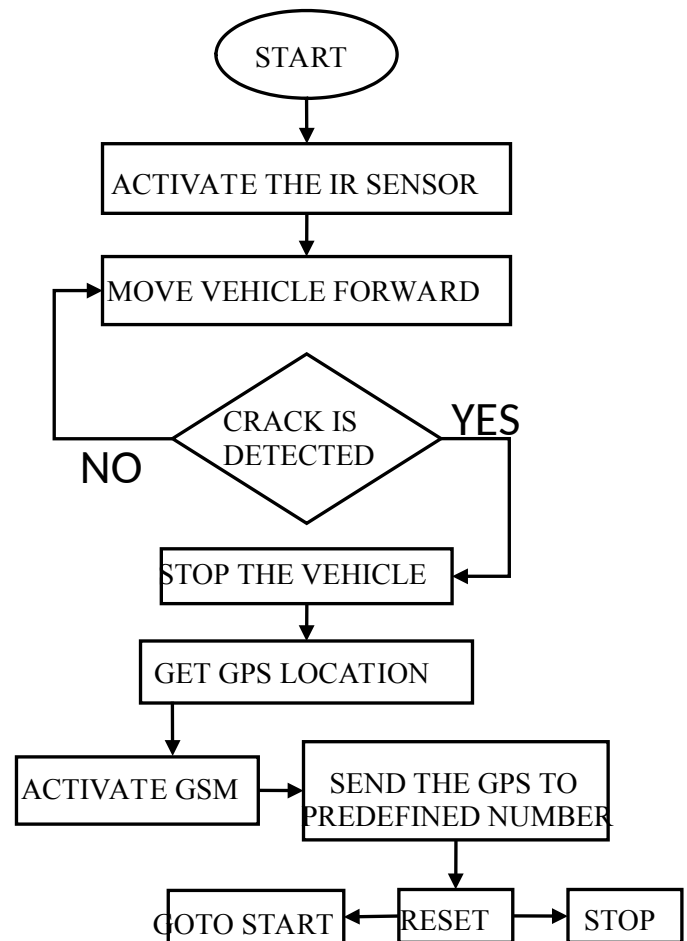 START
ACTIVATE THE IR SENSOR
MOVE VEHICLE FORWARD
CRACK IS
DETECTED
YES
NO
STOP THE VEHICLE
GET GPS LOCATION
ACTIVATE GSM
SEND THE GPS TO
PREDEFINED NUMBER
GOTO START
RESET
STOP